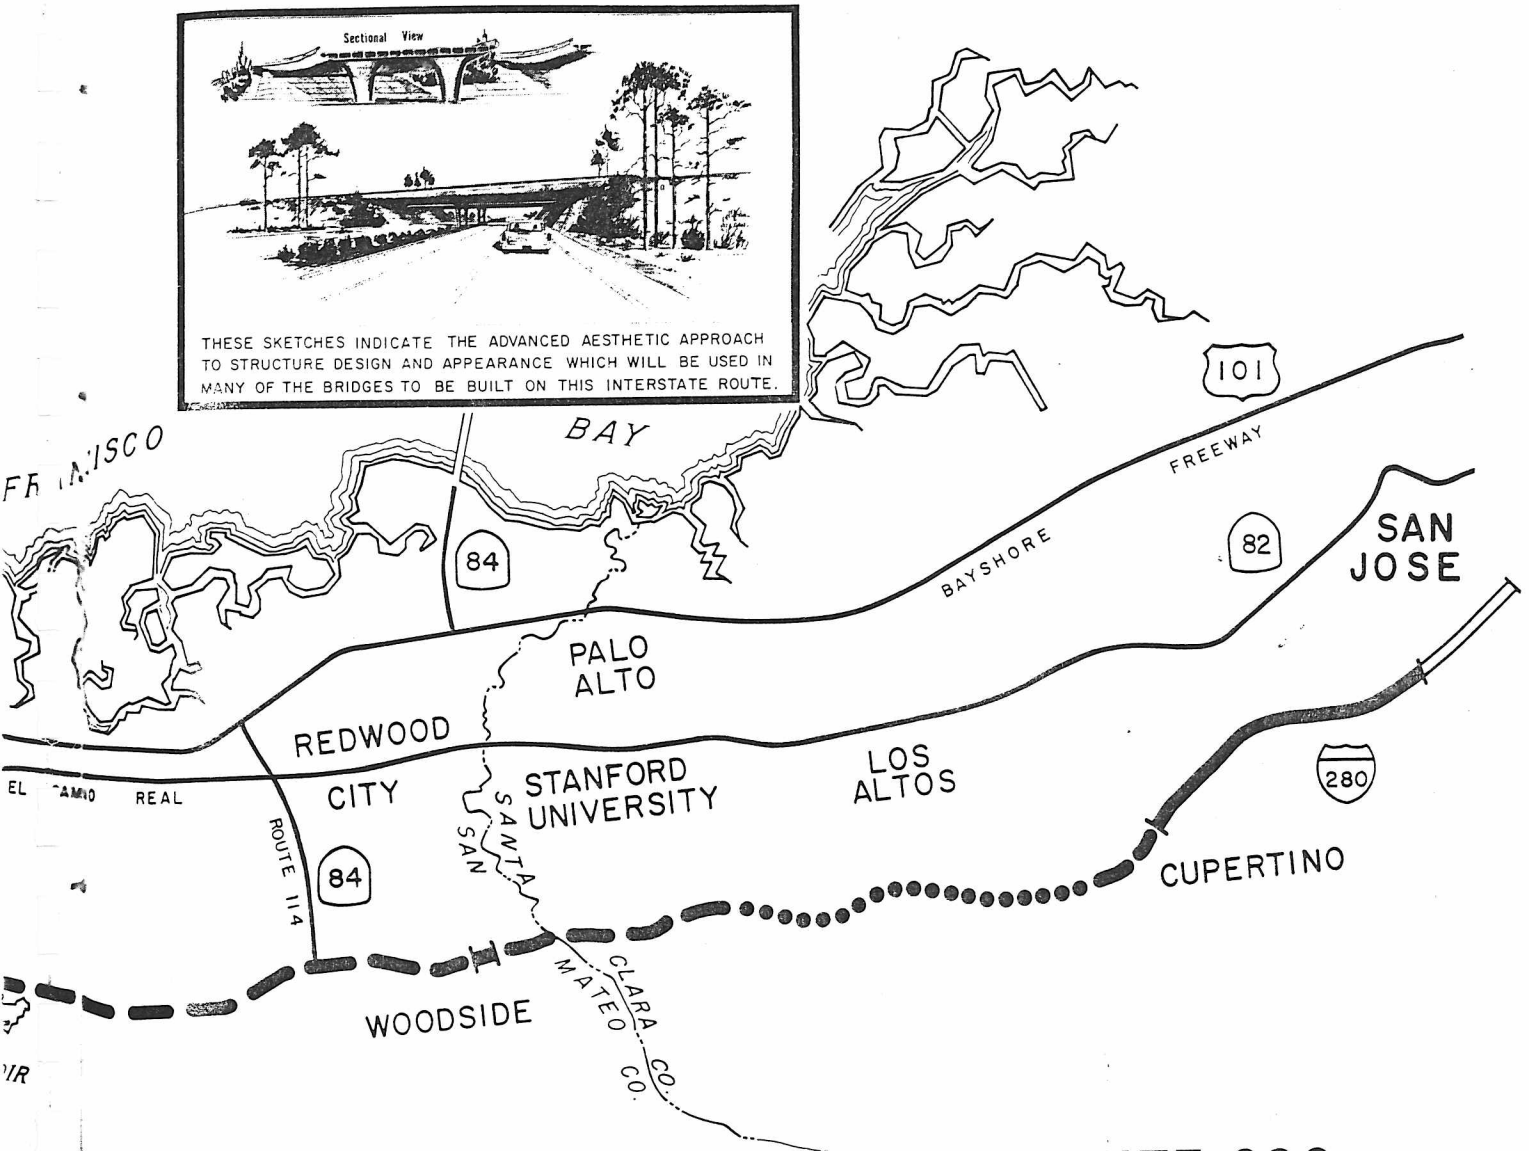 Sectional View
THESE SKETCHES INDICATE THE ADVANCED AESTHETIC APPROACH
TO STRUCTURE DESIGN AND APPEARANCE WHICH WILL BE USED IN
MANY OF THE BRIDGES TO BE BUILT ON THIS INTERSTATE ROUTE.
BAY
101
FREEWAY
BAYSHORE
84
82
SAN
JOSE
PALO
ALTO
REDWOOD
CITY
EL
REAL
STANFORD
UNIVERSITY
LOS
ALTOS
280
ROUTE 114
84
SANTA
CLARA
CO.
SAN
MATEO
CO.
CUPERTINO
WOODSIDE